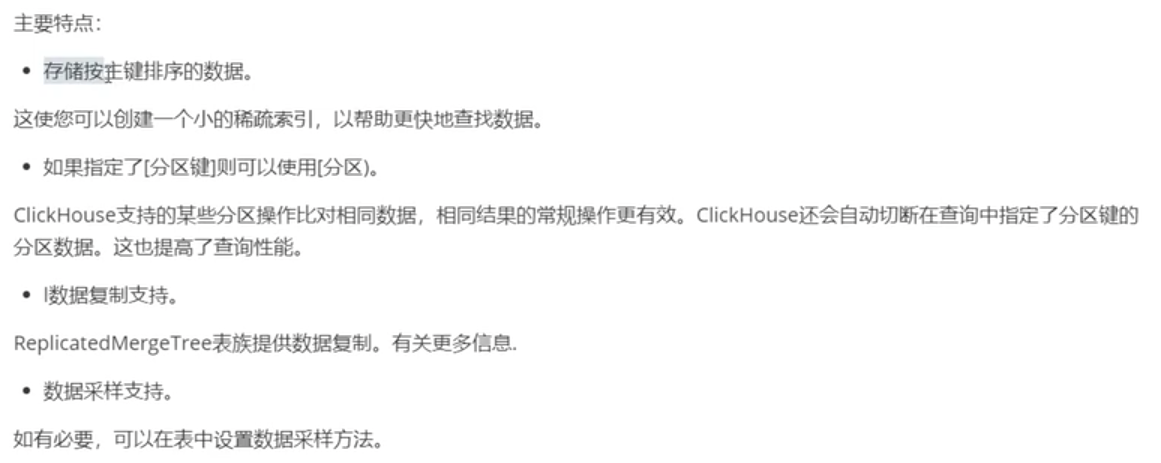 主要特点：
• 存储按主键排序的数据。
这使您可以创建一个小的稀疏索引，以帮助更快地查找数据。
• 如果指定了[分区键]则可以使用[分区)。
ClickHouse支持的某些分区操作比对相同数据，相同结果的常规操作更有效。ClickHouse还会自动切断在查询中指定了分区键的
分区数据。这也提高了查询性能。
• l数据复制支持。
ReplicatedMergeTree表族提供数据复制。有关更多信息.
• 数据采样支持。
如有必要，可以在表中设置数据采样方法。